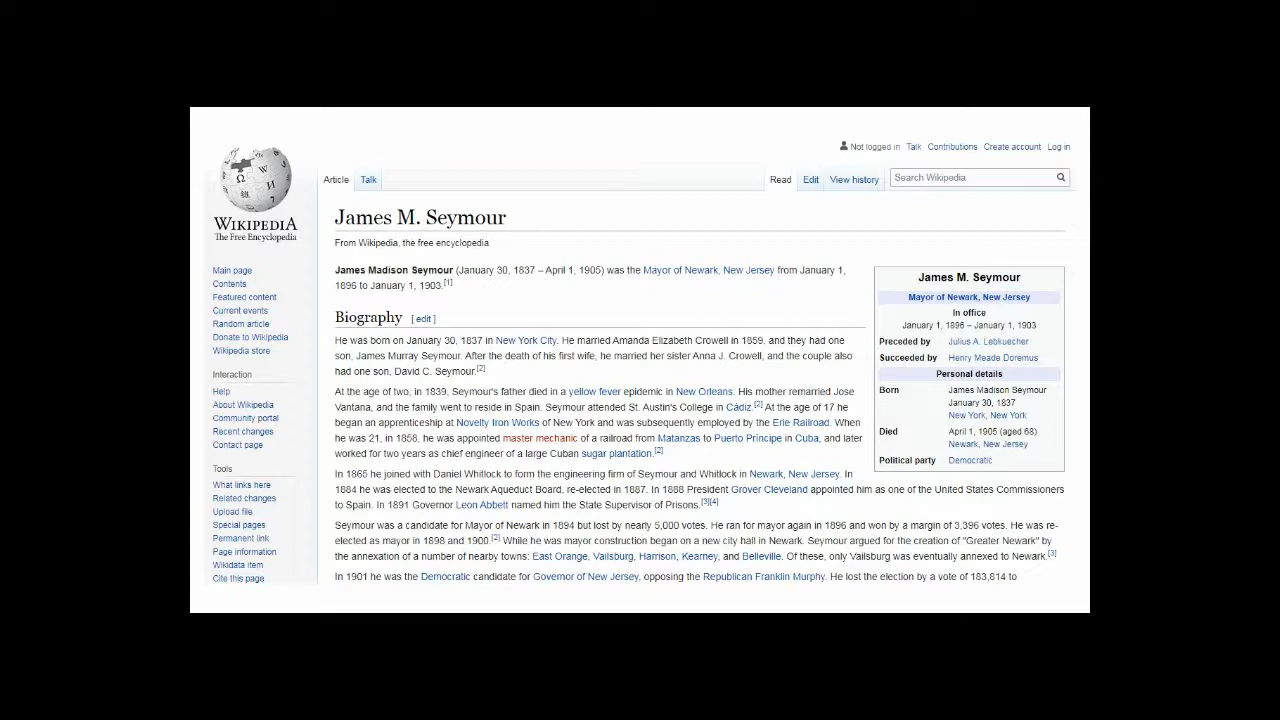 Not logged in Talk Contributions Create account Log in
Article Talk Read Edit View history Search Wikipedia
WIKIPEDIA
The Free Encyclopedia
Main page
Contents
Featured content
Current events
Random article
Donate to Wikipedia
Wikipedia store
Interaction
Help
About Wikipedia
Community portal
Recent changes
Contact page
Tools
What links here
Related changes
Upload file
Special pages
Permanent link
Page information
Wikidata item
Cite this page
James M. Seymour
From Wikipedia, the free encyclopedia
James Madison Seymour (January 30, 1837 – April 1, 1905) was the Mayor of Newark, New Jersey from January 1,
1896 to January 1, 1903.[1]
Biography [ edit ]
He was born on January 30, 1837 in New York City. He married Amanda Elizabeth Crowell in 1859, and they had one
son, James Murray Seymour. After the death of his first wife, he married her sister Anna J. Crowell, and the couple also
had one son, David C. Seymour.[2]
At the age of two, in 1839, Seymour's father died in a yellow fever epidemic in New Orleans. His mother remarried Jose
Vantana, and the family went to reside in Spain. Seymour attended St. Austin's College in Cádiz.[2] At the age of 17 he
began an apprenticeship at Novelty Iron Works of New York and was subsequently employed by the Erie Railroad. When
he was 21, in 1858, he was appointed master mechanic of a railroad from Matanzas to Puerto Príncipe in Cuba, and later
worked for two years as chief engineer of a large Cuban sugar plantation.[2]
In 1865 he joined with Daniel Whitlock to form the engineering firm of Seymour and Whitlock in Newark, New Jersey. In
1884 he was elected to the Newark Aqueduct Board, re-elected in 1887. In 1888 President Grover Cleveland appointed him as one of the United States Commissioners
to Spain. In 1891 Governor Leon Abbett named him the State Supervisor of Prisons.[3][4]
Seymour was a candidate for Mayor of Newark in 1894 but lost by nearly 5,000 votes. He ran for mayor again in 1896 and won by a margin of 3,396 votes. He was re-
elected as mayor in 1898 and 1900.[2] While he was mayor construction began on a new city hall in Newark. Seymour argued for the creation of "Greater Newark" by
the annexation of a number of nearby towns: East Orange, Vailsburg, Harrison, Kearney, and Belleville. Of these, only Vailsburg was eventually annexed to Newark.[3]
In 1901 he was the Democratic candidate for Governor of New Jersey, opposing the Republican Franklin Murphy. He lost the election by a vote of 183,814 to
James M. Seymour
Mayor of Newark, New Jersey
In office
January 1, 1896 – January 1, 1903
Preceded by Julius A. Lebkuecher
Succeeded by Henry Meade Doremus
Personal details
Born James Madison Seymour
January 30, 1837
New York, New York
Died April 1, 1905 (aged 68)
Newark, New Jersey
Political party Democratic